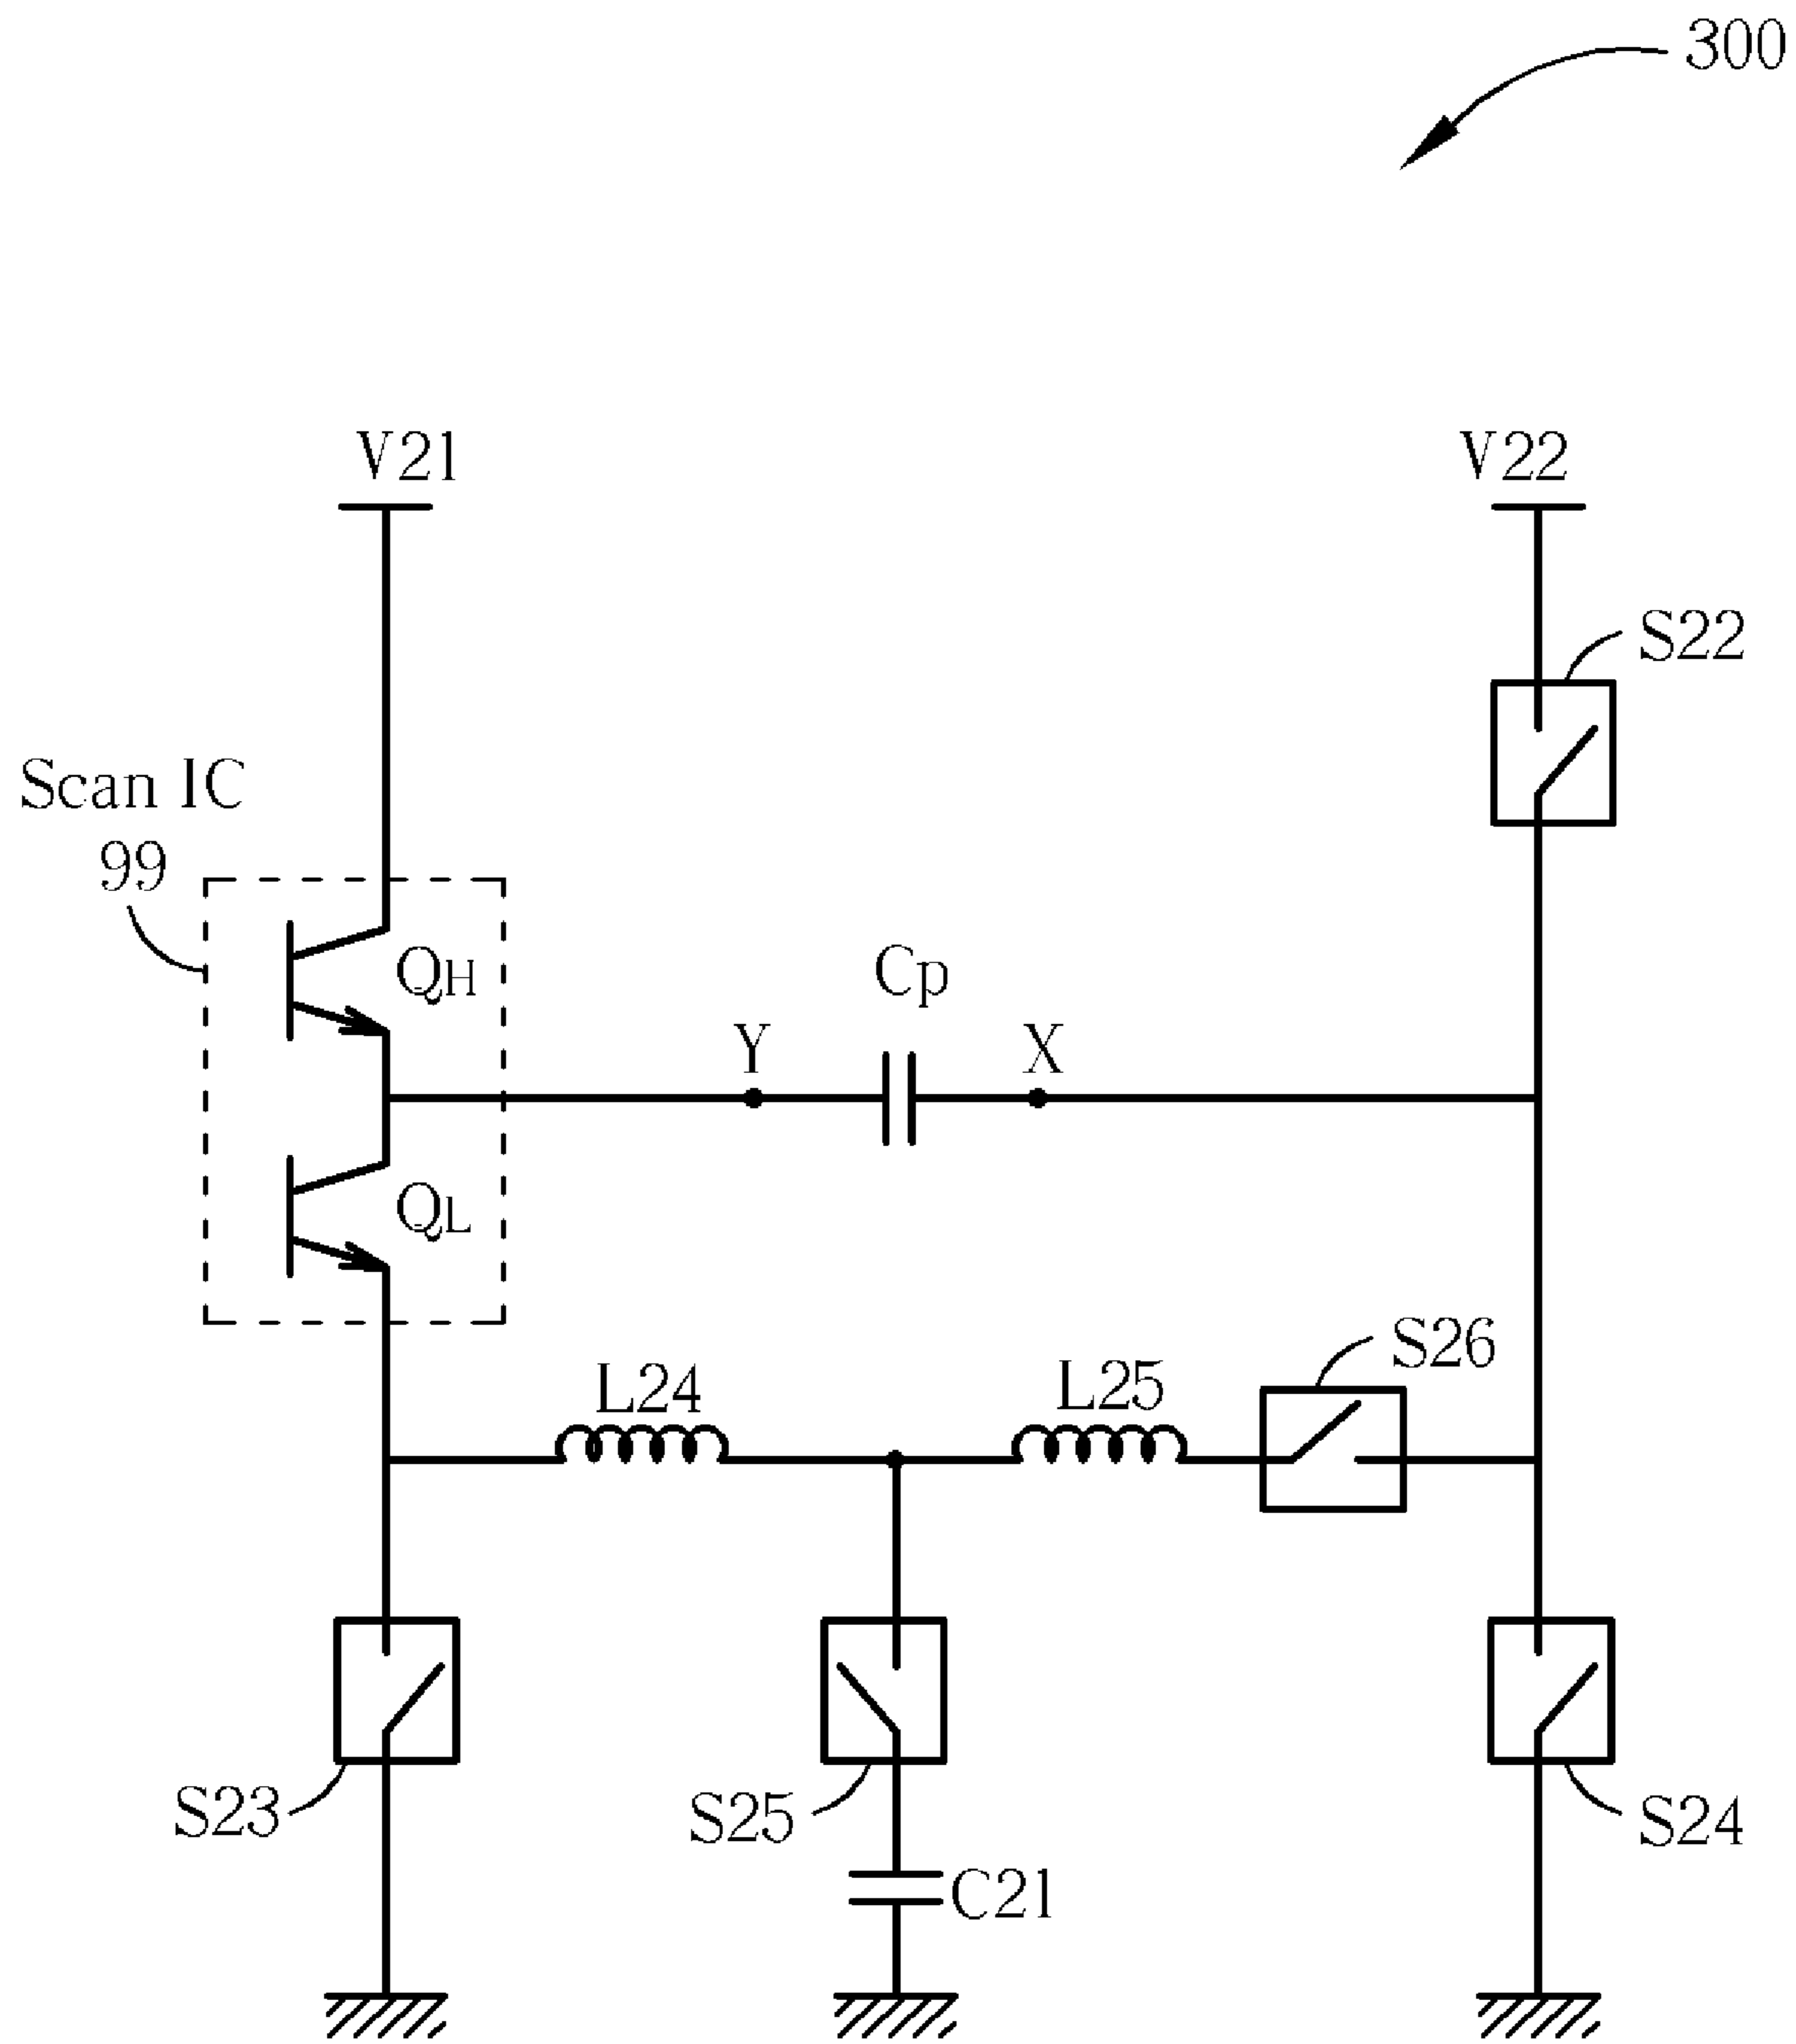 300
V21
V22
S22
Scan IC
99
QH
Cp
Y
X
QL
S26
L24
L25
S23
S25
S24
C21